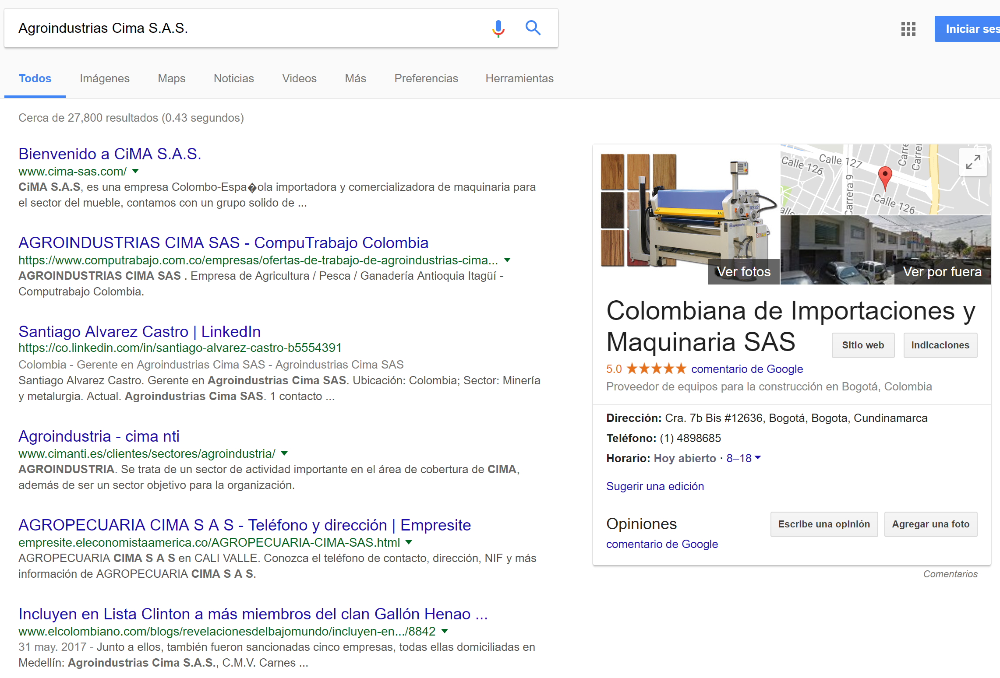 Agroindustrias Cima S.A.S.
Iniciar ses
Todos
Imágenes
Maps
Noticias
Videos
Más
Preferencias
Herramientas
Cerca de 27,800 resultados (0.43 segundos)
Bienvenido a CiMA S.A.S.
www.cima-sas.com/
CiMA S.A.S, es una empresa Colombo-Espa�ola importadora y comercializadora de maquinaria para
el sector del mueble, contamos con un grupo solido de ...
AGROINDUSTRIAS CIMA SAS - CompuTrabajo Colombia
https://www.computrabajo.com.co/empresas/ofertas-de-trabajo-de-agroindustrias-cima...
AGROINDUSTRIAS CIMA SAS . Empresa de Agricultura / Pesca / Ganadería Antioquia Itagüí -
Computrabajo Colombia.
Santiago Alvarez Castro | LinkedIn
https://co.linkedin.com/in/santiago-alvarez-castro-b5554391
Colombia - Gerente en Agroindustrias Cima SAS - Agroindustrias Cima SAS
Santiago Alvarez Castro. Gerente en Agroindustrias Cima SAS. Ubicación: Colombia; Sector: Minería
y metalurgia. Actual. Agroindustrias Cima SAS. 1 contacto ...
Agroindustria - cima nti
www.cimanti.es/clientes/sectores/agroindustria/
AGROINDUSTRIA. Se trata de un sector de actividad importante en el área de cobertura de CIMA,
además de ser un sector objetivo para la organización.
AGROPECUARIA CIMA S A S - Teléfono y dirección | Empresite
empresite.eleconomistaamerica.co/AGROPECUARIA-CIMA-SAS.html
AGROPECUARIA CIMA S A S en CALI VALLE. Conozca el teléfono de contacto, dirección, NIF y más
información de AGROPECUARIA CIMA S A S.
Incluyen en Lista Clinton a más miembros del clan Gallón Henao ...
www.elcolombiano.com/blogs/revelacionesdelbajomundo/incluyen-en.../8842
31 may. 2017 - Junto a ellos, también fueron sancionadas cinco empresas, todas ellas domiciliadas en
Medellín: Agroindustrias Cima S.A.S., C.M.V. Carnes ...
Calle 126
Calle 127
Carre
Carrer
Carrera 9
Calle 126
alle
Ver fotos
Ver por fuera
Colombiana de Importaciones y
Maquinaria SAS
Sitio web
Indicaciones
5.0
comentario de Google
Proveedor de equipos para la construcción en Bogotá, Colombia
Dirección: Cra. 7b Bis #12636, Bogotá, Bogota, Cundinamarca
Teléfono: (1) 4898685
Horario: Hoy abierto · 8–18
Sugerir una edición
Opiniones
Escribe una opinión
Agregar una foto
comentario de Google
Comentarios